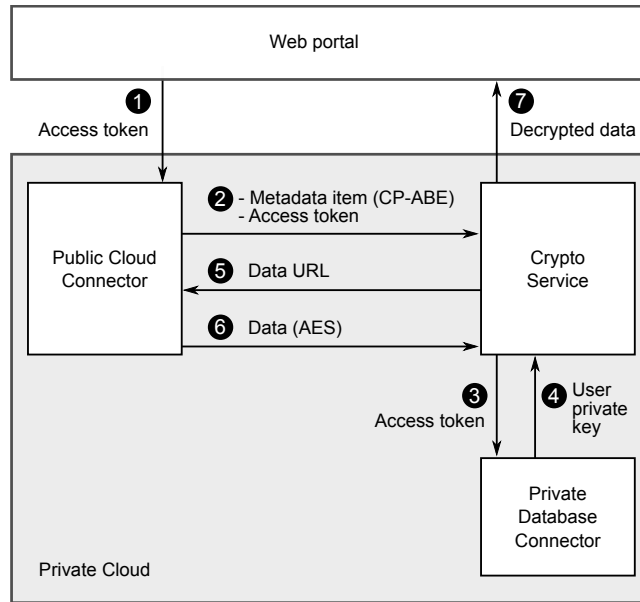 Web portal
1
Access token
7
Decrypted data
2 - Metadata item (CP-ABE)
- Access token
Public Cloud
Connector
5 Data URL
Crypto
Service
6 Data (AES)
3
Access token
4 User
private
key
Private
Database
Connector
Private Cloud